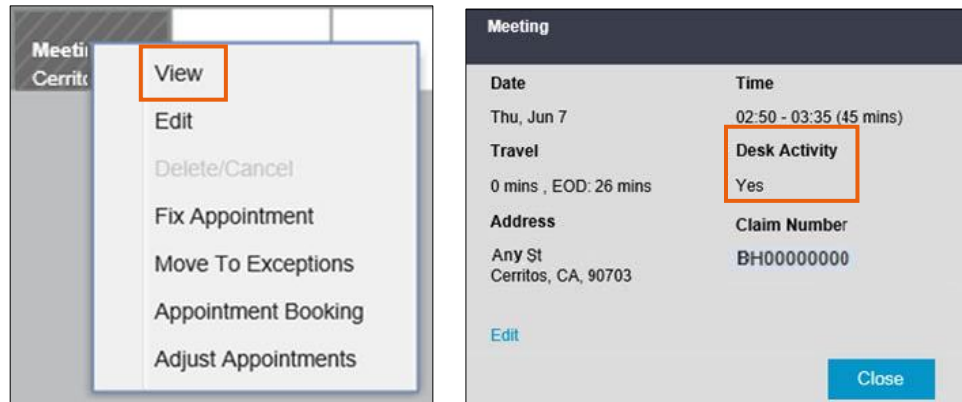 View
Edit
Delete/Cancel
Fix Appointment
Move To Exceptions
Appointment Booking
Adjust Appointments
Meeting
Date Time
Thu, Jun 7 02:50 - 03:35 (45 mins)
Travel Desk Activity
0 mins , EOD: 26 mins Yes
Address Claim Number
Any St BH00000000
Cerritos, CA, 90703
Edit
Close